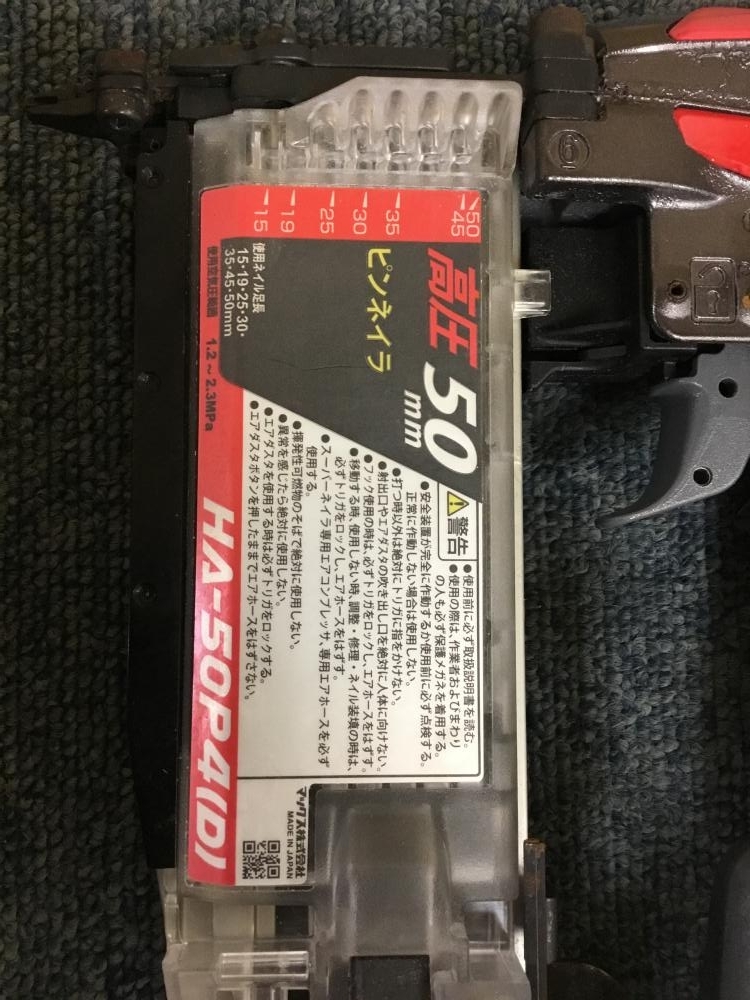 高圧 50
mm
ピンネイラ
50
45
35
30
25
19
15
使用ネイル足長
15・19・25・30・
35・45・50mm
使用空気圧範囲 1.2～2.3MPa
警告
●使用前に必ず取扱説明書を読む。
●使用の際は、作業者およびまわり
の人も必ず保護メガネを着用する。
●安全装置が完全に作動するか使用前に必ず点検する。
正常に作動しない場合は使用しない。
●打つ時以外は絶対にトリガに指をかけない。
●射出口やエアダスタの吹き出し口を絶対に人体に向けない。
●フック使用の時は、必ずトリガをロックし、エアホースをはずす。
●移動する時、使用しない時、調整・修理・ネイル装填の時は、
必ずトリガをロックし、エアホースをはずす。
●スーパーネイラ専用エアコンプレッサ、専用エアホースを必ず
使用する。
●揮発性可燃物のそばで絶対に使用しない。
●異常を感じたら絶対に使用しない。
●エアダスタを使用する時は必ずトリガをロックする。
●エアダスタボタンを押したままでエアホースをはずさない。
HA-50P4(D)
マックス株式会社
MADE IN JAPAN
6